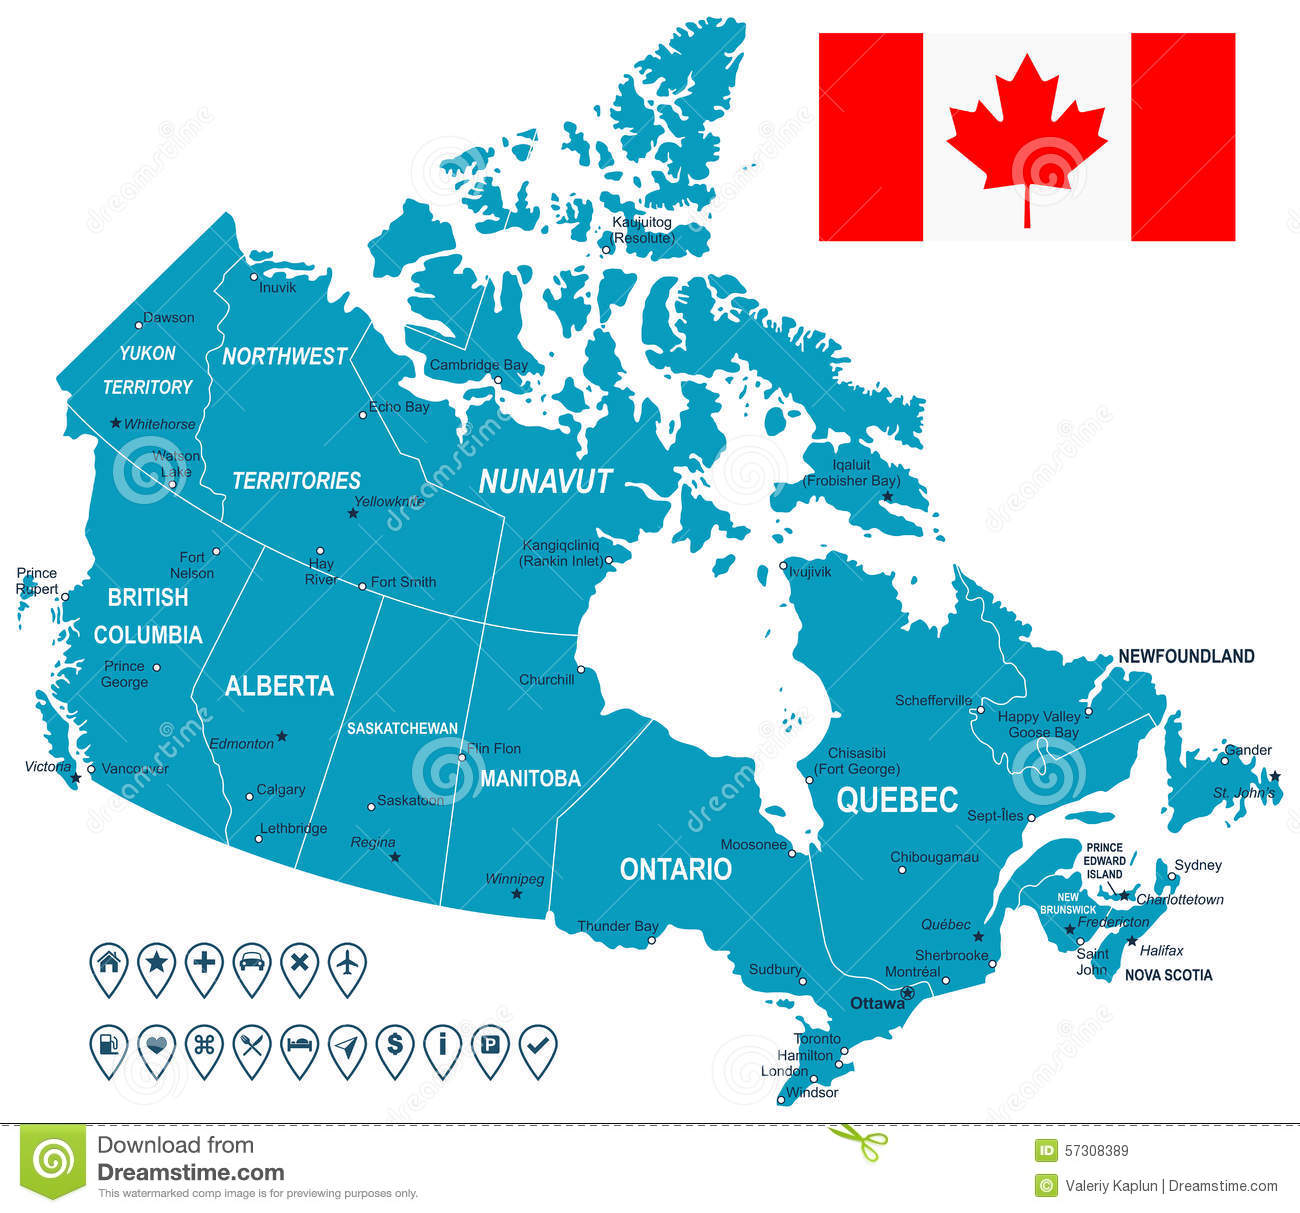 Kaujuitog
(Resolute)
Inuvik
Dawson
YUKON
TERRITORY
NORTHWEST
TERRITORIES
Cambridge Bay
Echo Bay
Whitehorse
Watson
Lake
NUNAVUT
Iqaluit
(Frobisher Bay)
Yellowknife
Kangiqcliniq
(Rankin Inlet)
Fort
Nelson
Hay
River
Fort Smith
Ivujivik
Prince
Rupert
BRITISH
COLUMBIA
Prince
George
ALBERTA
Churchill
NEWFOUNDLAND
Schefferville
Happy Valley -
Goose Bay
SASKATCHEWAN
Edmonton
Flin Flon
MANITOBA
Chisasibi
(Fort George)
Gander
St. John's
Victoria
Vancouver
Calgary
Saskatoon
QUEBEC
Sept-Îles
Lethbridge
Regina
Moosonee
Chibougamau
PRINCE
EDWARD
ISLAND
Sydney
ONTARIO
Winnipeg
NEW
BRUNSWICK
Charlottetown
Thunder Bay
Québec
Fredericton
Sherbrooke
Saint
John
Halifax
NOVA SCOTIA
Sudbury
Montréal
Ottawa
Toronto
Hamilton
London
Windsor
$
i
P
dreamstime
Download from
Dreamstime.com
This watermarked comp image is for previewing purposes only.
ID 57308389
© Valeriy Kaplun | Dreamstime.com